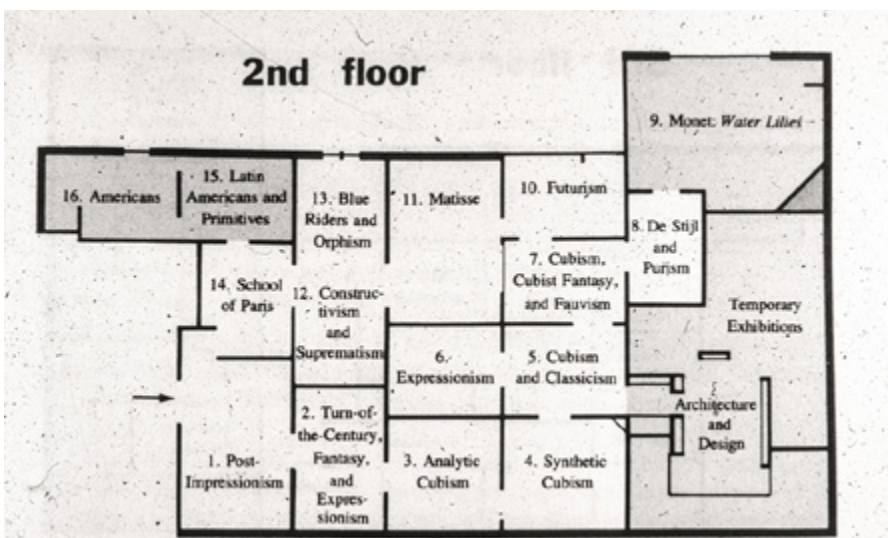 2nd floor
9. Monet: Water Lilies
16. Americans
15. Latin
Americans and
Primitives
13. Blue
Riders and
Orphism
11. Matisse
10. Futurism
8. De Stijl
and
Purism
14. School
of Paris
12. Construc-
tivism
and
Suprematism
7. Cubism,
Cubist Fantasy,
and Fauvism
Temporary
Exhibitions
6.
Expressionism
5. Cubism
and Classicism
Architecture
and
Design
1. Post-
Impressionism
2. Turn-of-
the-Century,
Fantasy,
and
Expres-
sionism
3. Analytic
Cubism
4. Synthetic
Cubism